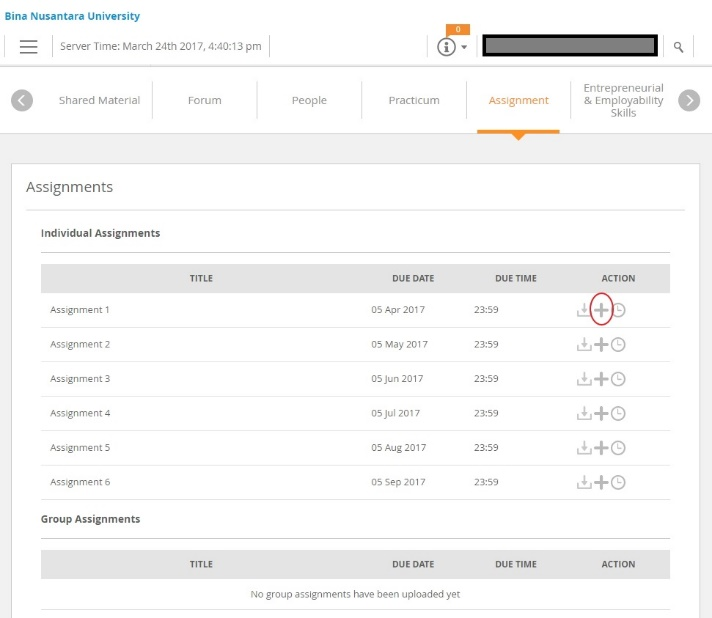 Bina Nusantara University
0
Server Time: March 24th 2017, 4:40:13 pm
Shared Material Forum People Practicum Assignment Entrepreneurial & Employability Skills
Assignments
Individual Assignments
TITLE DUE DATE DUE TIME ACTION
Assignment 1 05 Apr 2017 23:59
Assignment 2 05 May 2017 23:59
Assignment 3 05 Jun 2017 23:59
Assignment 4 05 Jul 2017 23:59
Assignment 5 05 Aug 2017 23:59
Assignment 6 05 Sep 2017 23:59
Group Assignments
TITLE DUE DATE DUE TIME ACTION
No group assignments have been uploaded yet